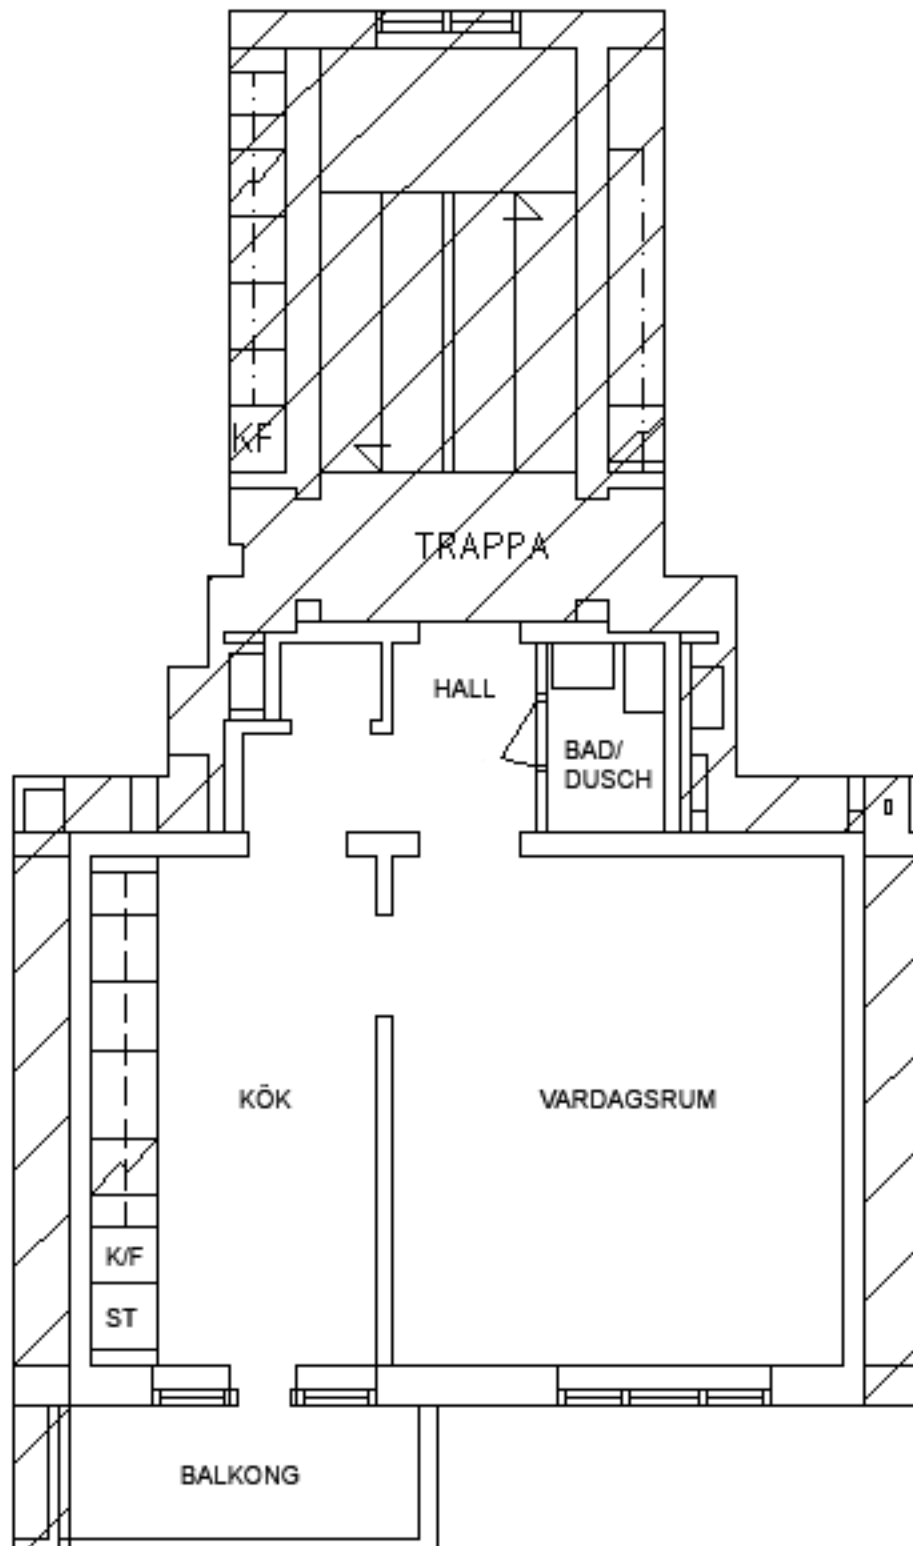 KF
TRAPPA
HALL
BAD/
DUSCH
KÖK
VARDAGSRUM
K/F
ST
BALKONG